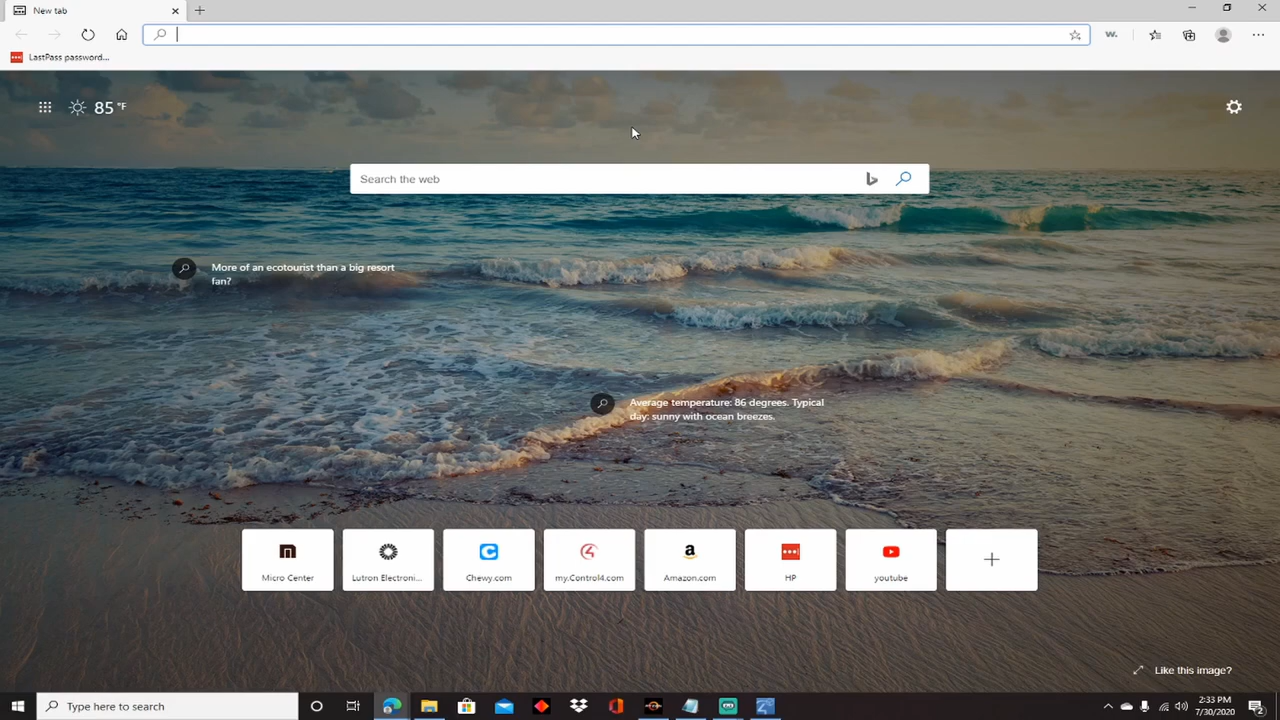 New tab
W.
LastPass password...
85 °F
Search the web
More of an ecotourist than a big resort
fan?
Average temperature: 86 degrees. Typical
day: sunny with ocean breezes.
Micro Center
Lutron Electroni...
Chewy.com
my.Control4.com
a
Amazon.com
HP
youtube
Like this image?
Type here to search
2:33 PM
7/30/2020
2